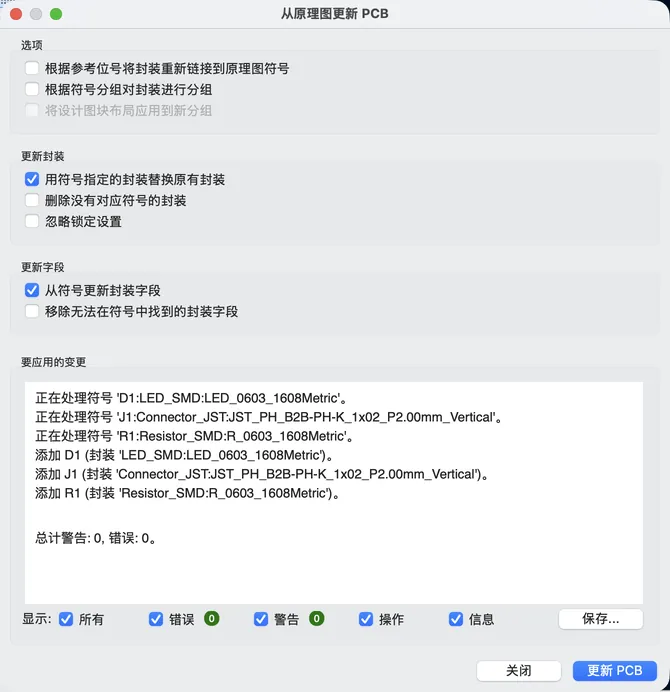 从原理图更新 PCB
选项
根据参考位号将封装重新链接到原理图符号
根据符号分组对封装进行分组
将设计图块布局应用到新分组
更新封装
用符号指定的封装替换原有封装
删除没有对应符号的封装
忽略锁定设置
更新字段
从符号更新封装字段
移除无法在符号中找到的封装字段
要应用的变更
正在处理符号 'D1:LED_SMD:LED_0603_1608Metric'。
正在处理符号 'J1:Connector_JST:JST_PH_B2B-PH-K_1x02_P2.00mm_Vertical'。
正在处理符号 'R1:Resistor_SMD:R_0603_1608Metric'。
添加 D1 (封装 'LED_SMD:LED_0603_1608Metric')。
添加 J1 (封装 'Connector_JST:JST_PH_B2B-PH-K_1x02_P2.00mm_Vertical')。
添加 R1 (封装 'Resistor_SMD:R_0603_1608Metric')。
总计警告: 0, 错误: 0。
显示: 所有 错误 0 警告 0 操作 信息 保存...
关闭 更新 PCB